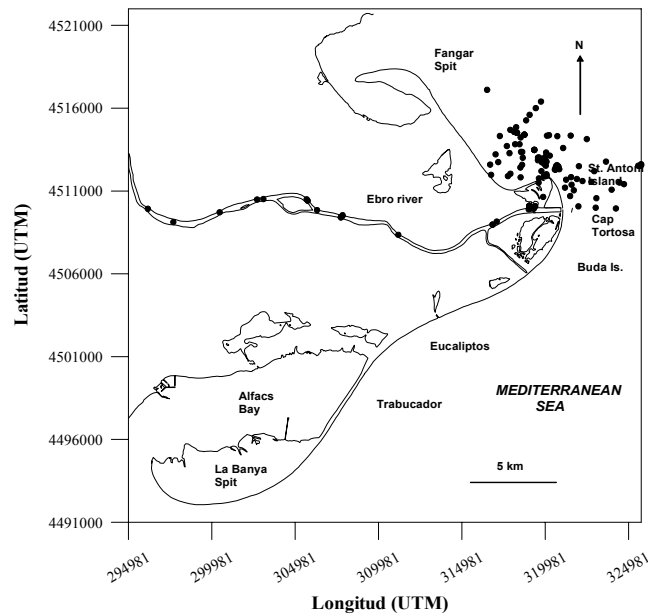 4521000
4516000
4511000
4506000
4501000
4496000
4491000
Latitud (UTM)
Fangar
Spit
N
St. Antoni
Island
Ebro river
Cap
Tortosa
Buda Is.
Eucaliptos
MEDITERRANEAN
SEA
Alfacs
Bay
Trabucador
La Banya
Spit
5 km
294981
299981
304981
309981
314981
319981
324981
Longitud (UTM)